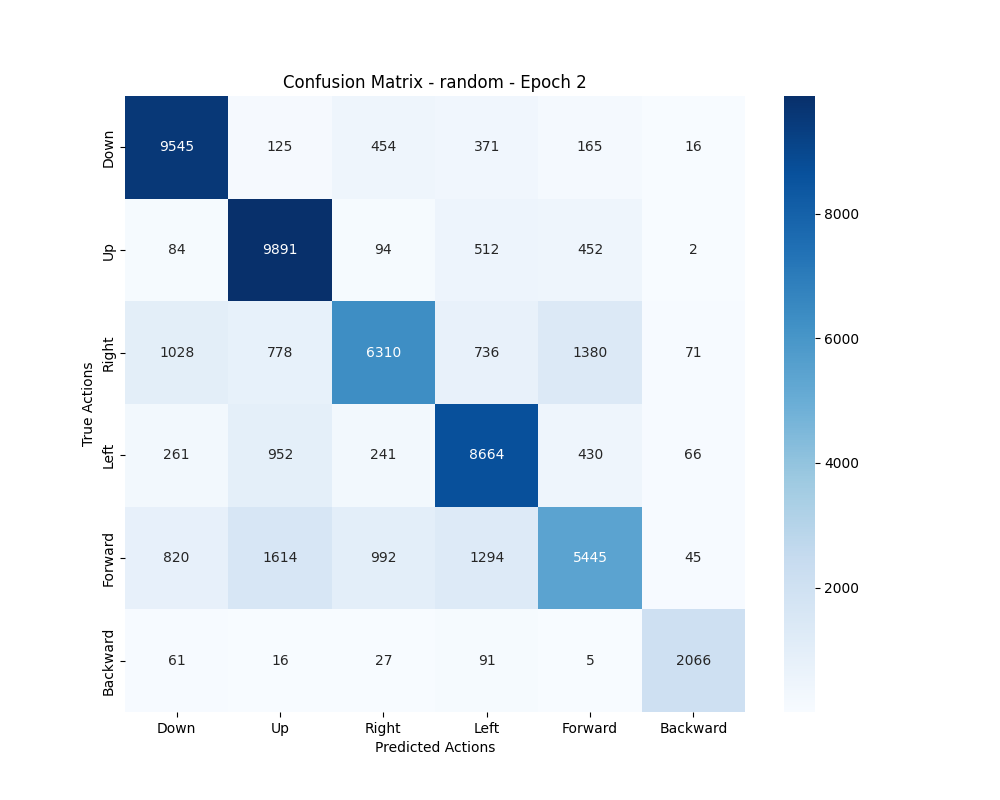 Confusion Matrix - random - Epoch 2
True Actions
Down 9545 125 454 371 165 16
Up 84 9891 94 512 452 2
Right 1028 778 6310 736 1380 71
Left 261 952 241 8664 430 66
Forward 820 1614 992 1294 5445 45
Backward 61 16 27 91 5 2066
Down Up Right Left Forward Backward
Predicted Actions
8000
6000
4000
2000